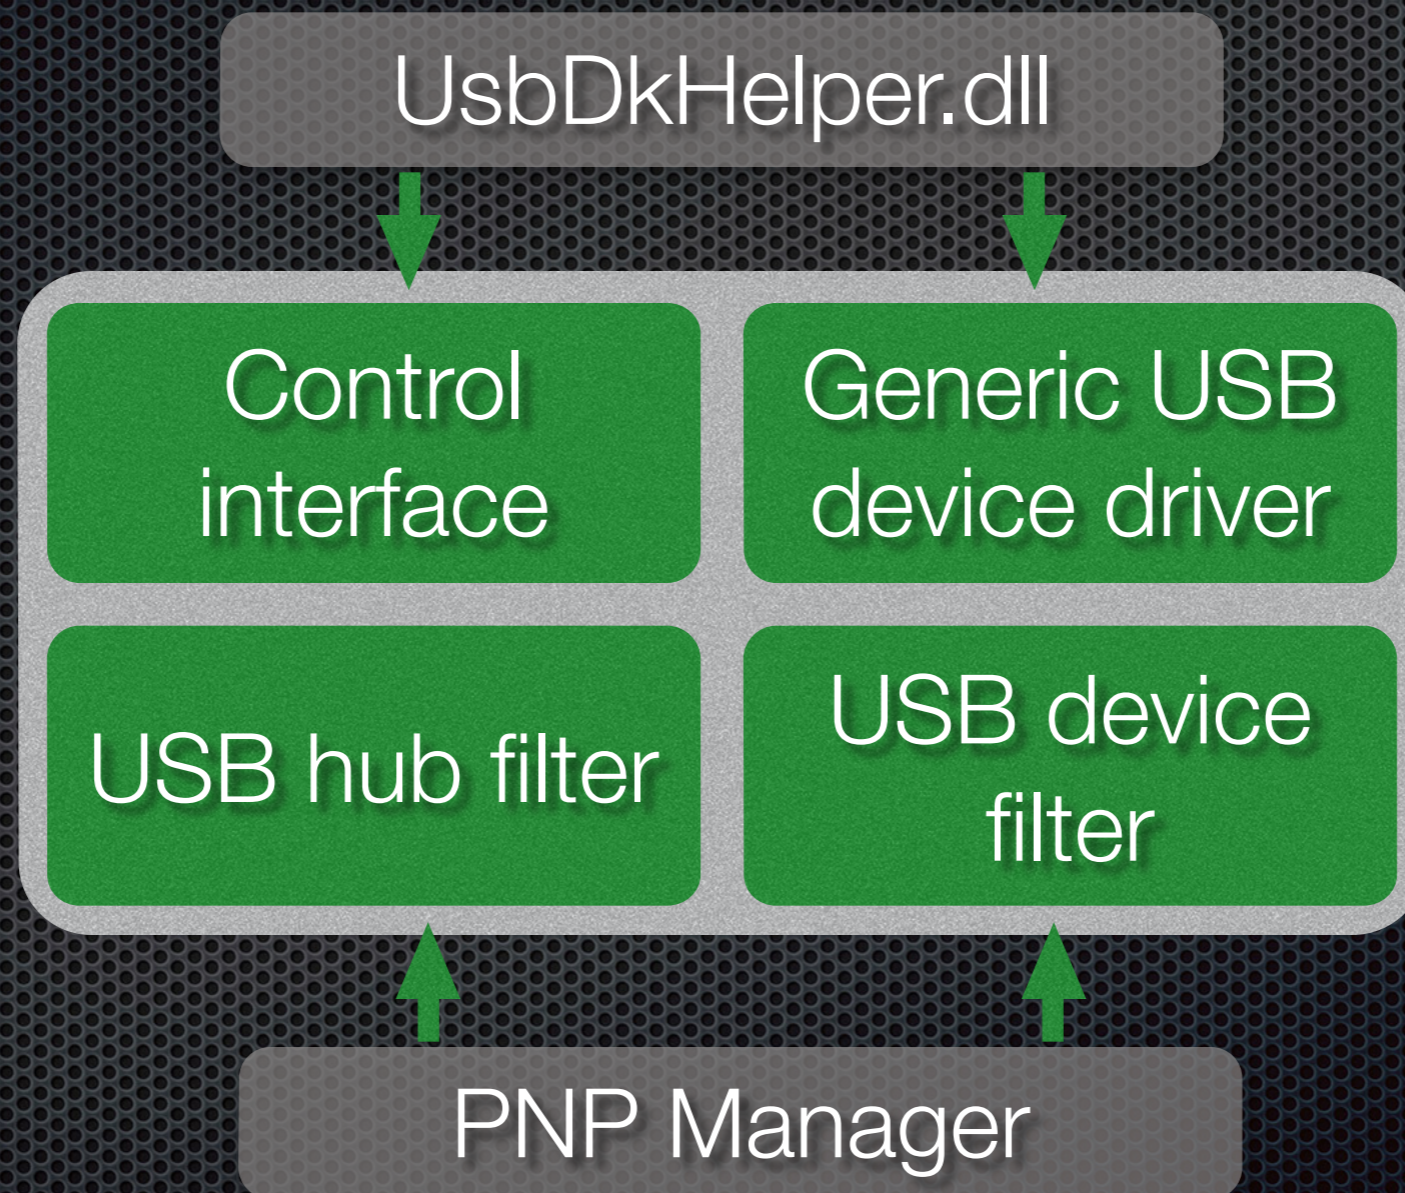 UsbDkHelper.dll
Control
interface
Generic USB
device driver
USB hub filter
USB device
filter
PNP Manager